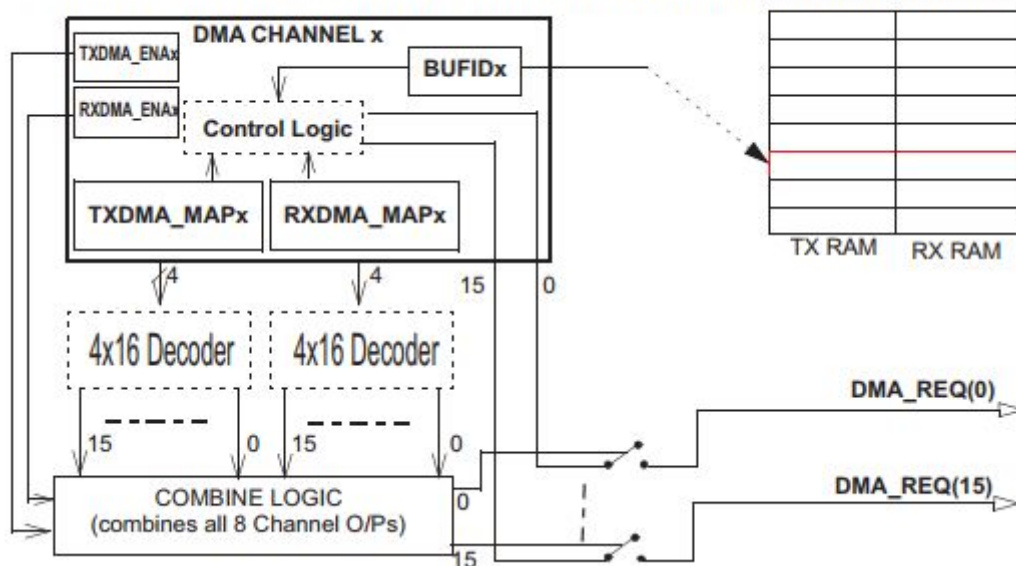 DMA CHANNEL x
TXDMA_ENAx
BUFIDx
RXDMA_ENAx
Control Logic
TXDMA_MAPx
RXDMA_MAPx
TX RAM
RX RAM
4
4
15
0
4x16 Decoder
4x16 Decoder
DMA_REQ(0)
15
0
15
0
COMBINE LOGIC
(combines all 8 Channel O/Ps)
0
DMA_REQ(15)
15